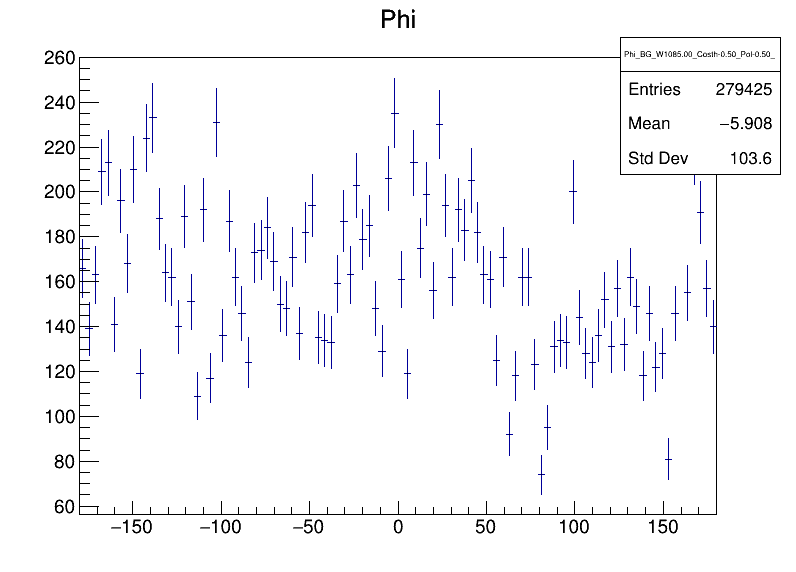 Phi
Phi_BG_W1085.00_Costh-0.50_Pol-0.50_
Entries 279425
Mean −5.908
Std Dev 103.6
260
240
220
200
180
160
140
120
100
80
60
−150 −100 −50 0 50 100 150